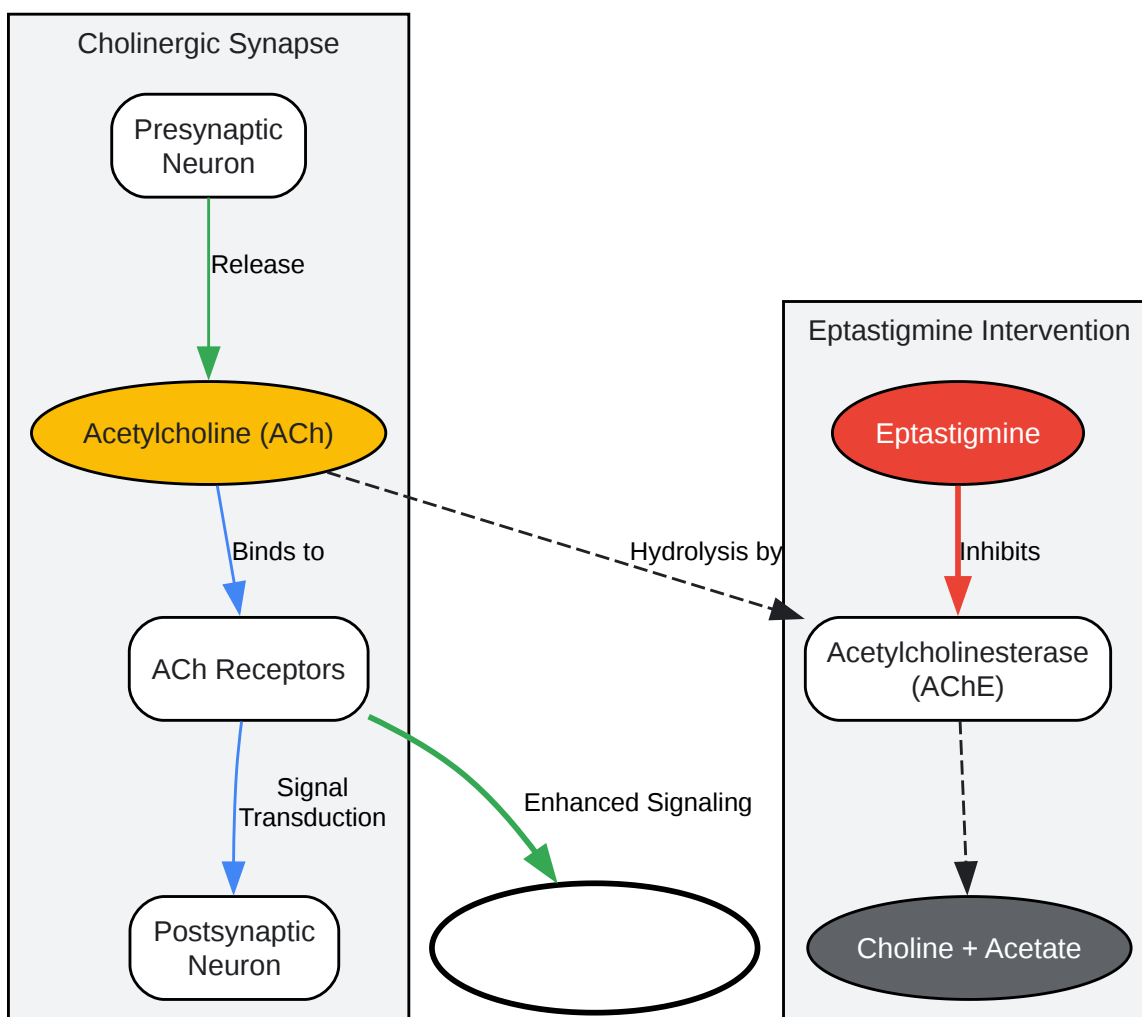 Cholinergic Synapse
Presynaptic
Neuron
Release
Acetylcholine (ACh)
Binds to
ACh Receptors
Signal
Transduction
Postsynaptic
Neuron
Hydrolysis by
Enhanced Signaling
Eptastigmine Intervention
Eptastigmine
Inhibits
Acetylcholinesterase
(AChE)
Choline + Acetate